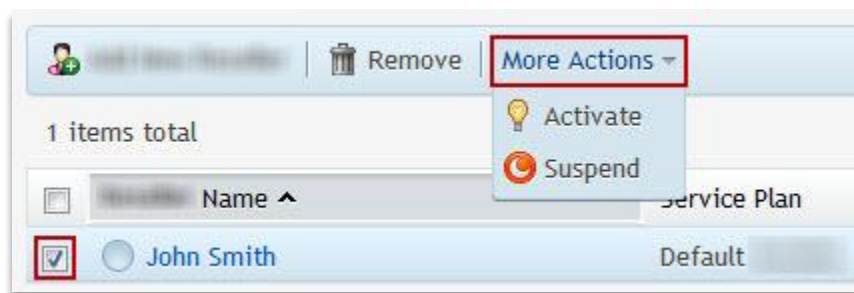 Remove More Actions
Activate
1 items total
Suspend
Name Service Plan
John Smith Default